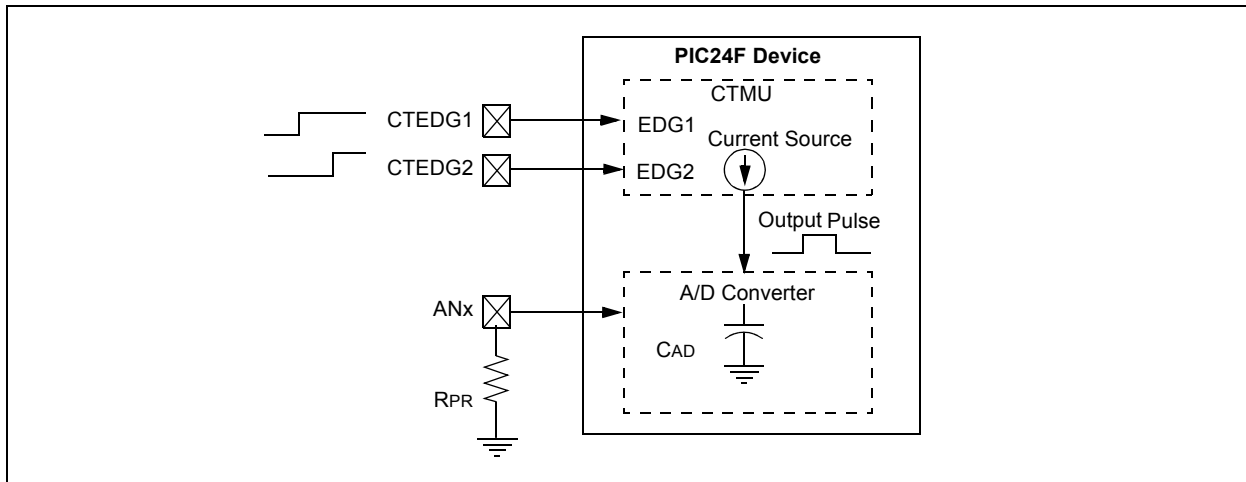 PIC24F Device
CTMU
CTEDG1
EDG1
Current Source
CTEDG2
EDG2
Output Pulse
A/D Converter
ANx
CAD
RPR